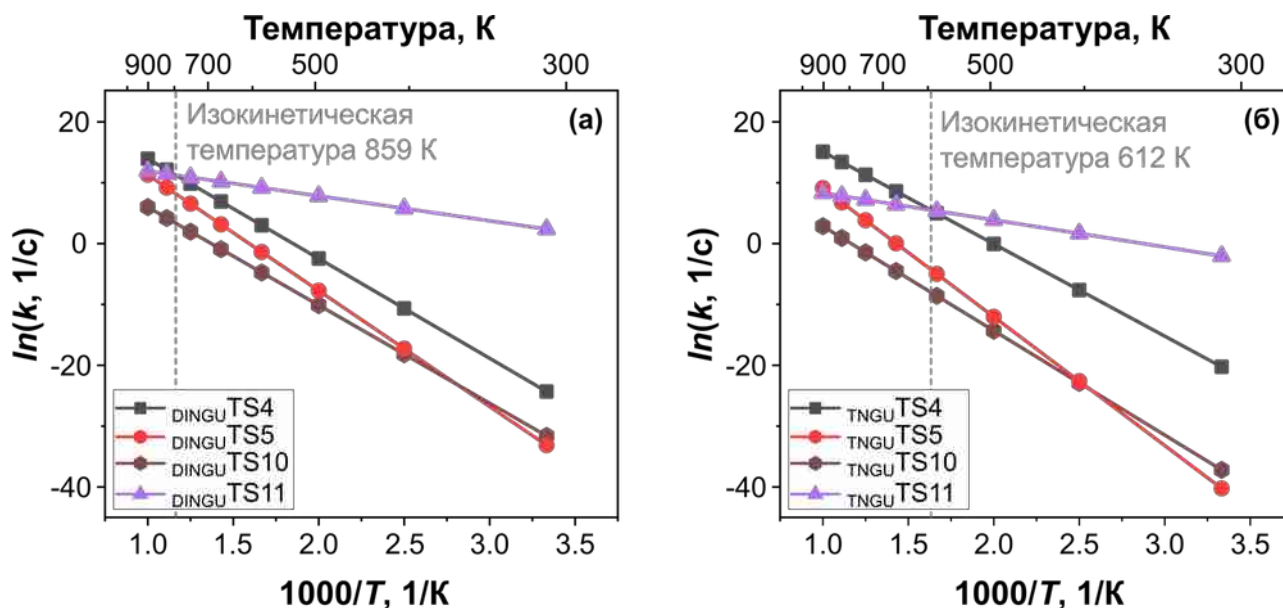 Температура, К
900 700 500 300
(а)
Изокинетическая
температура 859 К
20
0
-20
-40
ln(k, 1/с)
DINGUTS4
DINGUTS5
DINGUTS10
DINGUTS11
1.0 1.5 2.0 2.5 3.0 3.5
1000/T, 1/К
Температура, К
900 700 500 300
(б)
Изокинетическая
температура 612 К
20
0
-20
-40
ln(k, 1/с)
TNGUTS4
TNGUTS5
TNGUTS10
TNGUTS11
1.0 1.5 2.0 2.5 3.0 3.5
1000/T, 1/К